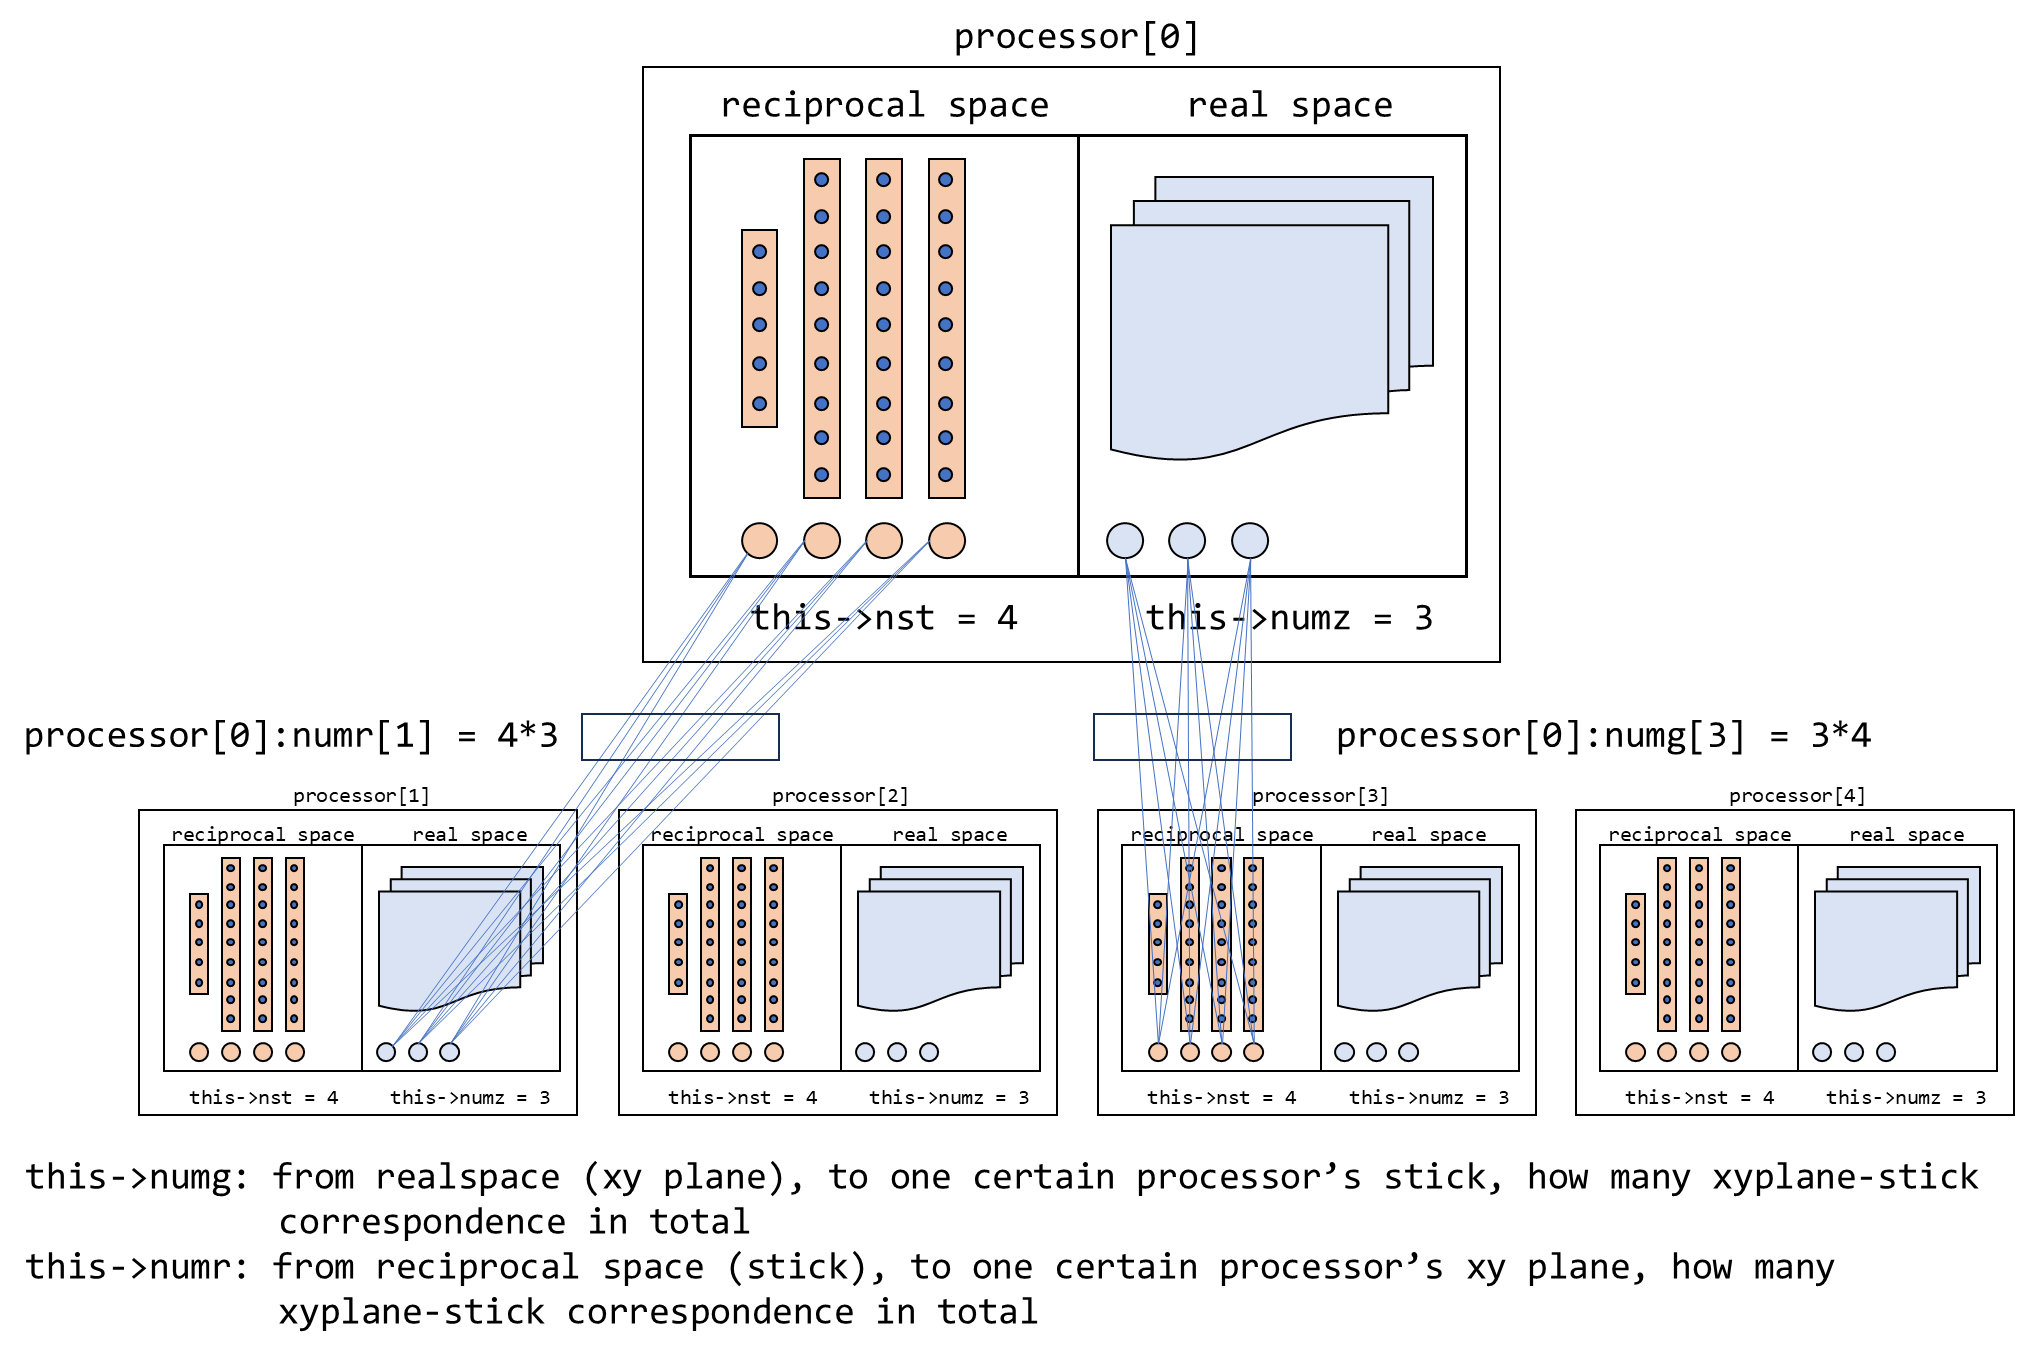 processor[0]
reciprocal space real space
this->nst = 4 this->numz = 3
processor[0]:numr[1] = 4*3 processor[0]:numg[3] = 3*4
processor[1] processor[2] processor[3] processor[4]
reciprocal space real space reciprocal space real space reciprocal space real space reciprocal space real space
this->nst = 4 this->numz = 3 this->nst = 4 this->numz = 3 this->nst = 4 this->numz = 3 this->nst = 4 this->numz = 3
this->numg: from realspace (xy plane), to one certain processor’s stick, how many xyplane-stick
correspondence in total
this->numr: from reciprocal space (stick), to one certain processor’s xy plane, how many
xyplane-stick correspondence in total